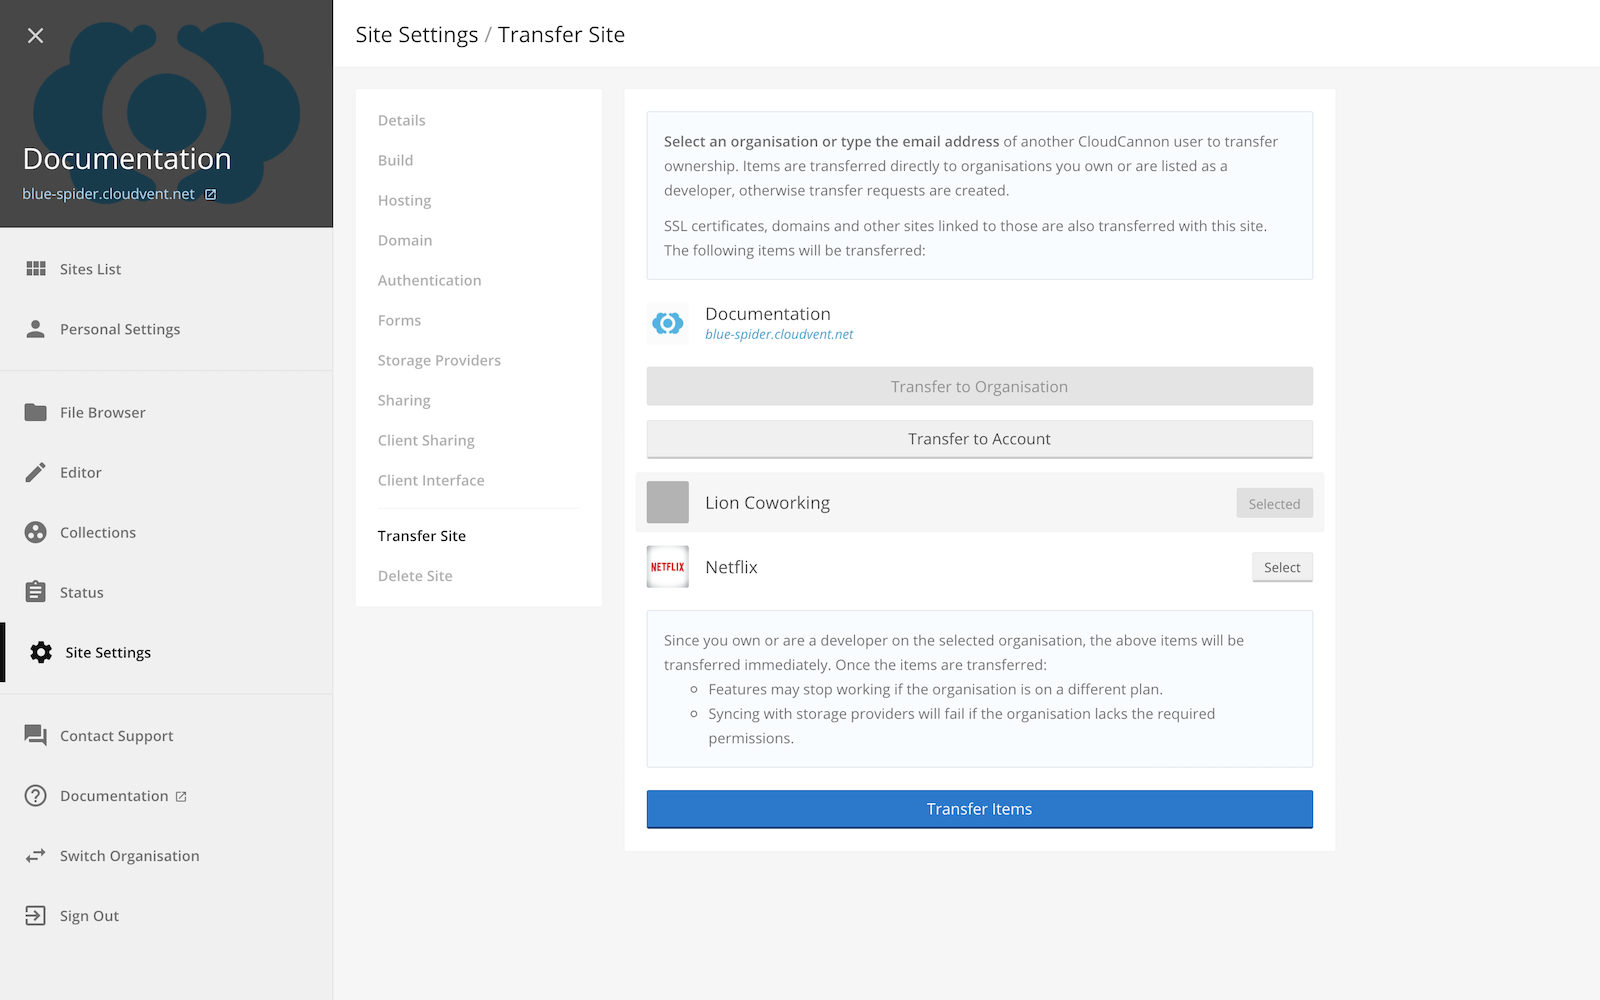 Documentation
blue-spider.cloudvent.net
Sites List
Personal Settings
File Browser
Editor
Collections
Status
Site Settings
Contact Support
Documentation
Switch Organisation
Sign Out
Site Settings / Transfer Site
Details
Build
Hosting
Domain
Authentication
Forms
Storage Providers
Sharing
Client Sharing
Client Interface
Transfer Site
Delete Site
Select an organisation or type the email address of another CloudCannon user to transfer
ownership. Items are transferred directly to organisations you own or are listed as a
developer, otherwise transfer requests are created.
SSL certificates, domains and other sites linked to those are also transferred with this site.
The following items will be transferred:
Documentation
blue-spider.cloudvent.net
Transfer to Organisation
Transfer to Account
Lion Coworking
Selected
NETFLIX
Netflix
Select
Since you own or are a developer on the selected organisation, the above items will be
transferred immediately. Once the items are transferred:
Features may stop working if the organisation is on a different plan.
Syncing with storage providers will fail if the organisation lacks the required
permissions.
Transfer Items